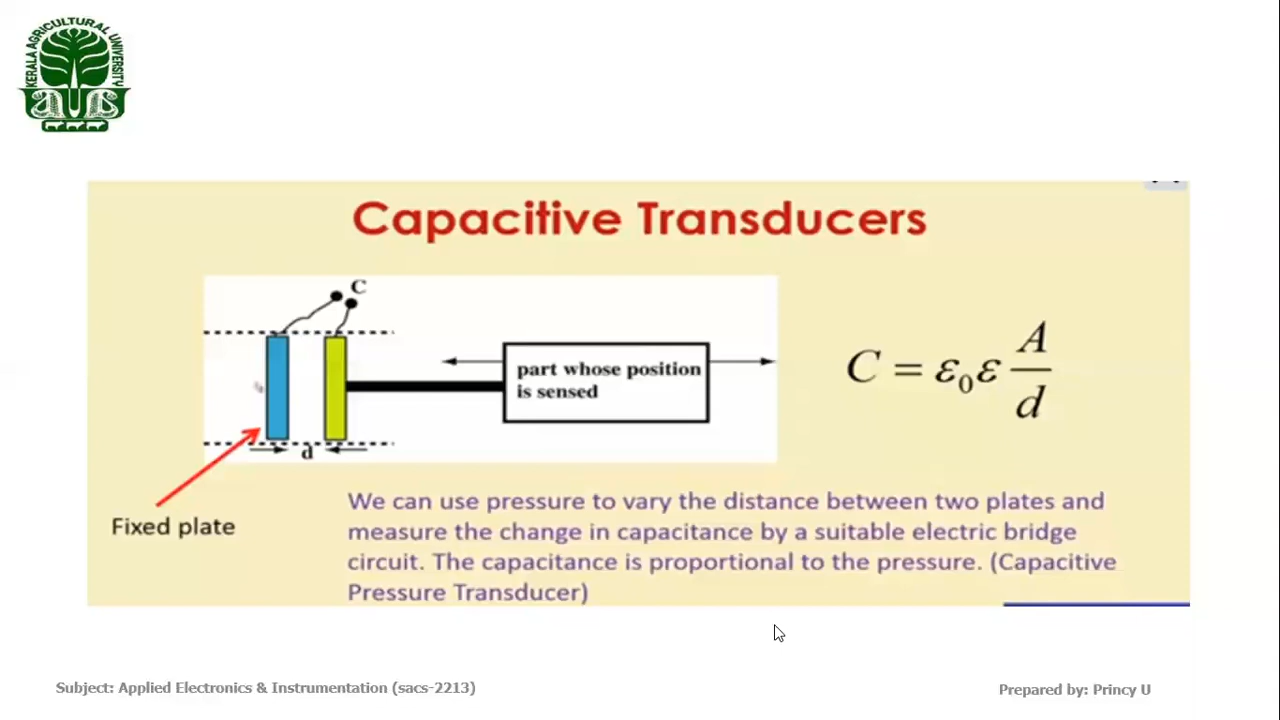 KERALA AGRICULTURAL UNIVERSITY
Capacitive Transducers
C
part whose position
is sensed
d
Fixed plate
C = ε₀ε A/d
We can use pressure to vary the distance between two plates and
measure the change in capacitance by a suitable electric bridge
circuit. The capacitance is proportional to the pressure. (Capacitive
Pressure Transducer)
Subject: Applied Electronics & Instrumentation (sacs-2213)
Prepared by: Princy U